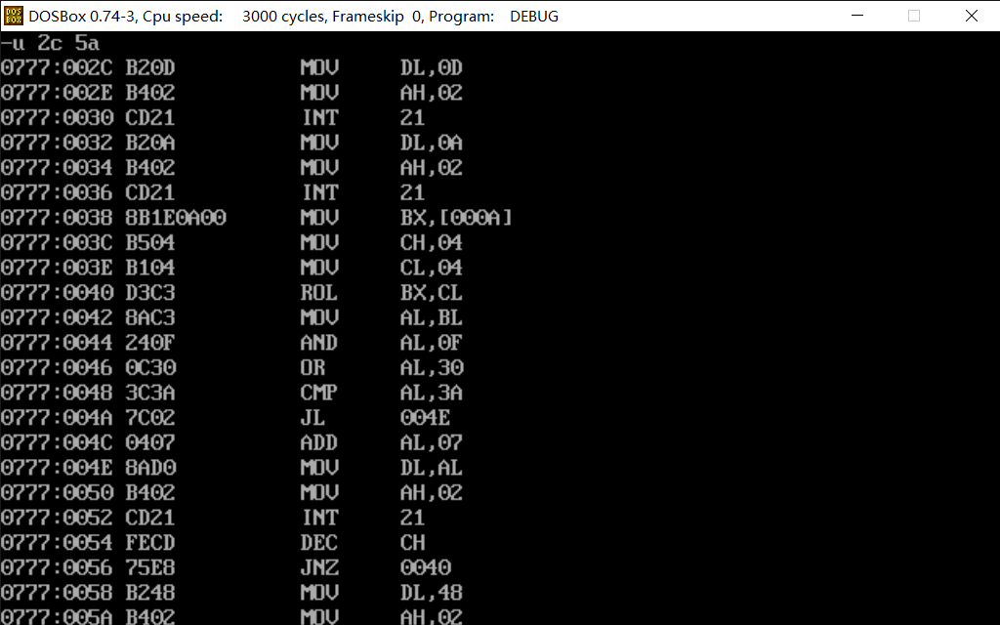 DOS BOX DOSBox 0.74-3, Cpu speed: 3000 cycles, Frameskip 0, Program: DEBUG
-u 2c 5a
0777:002C B20D MOV DL,0D
0777:002E B402 MOV AH,02
0777:0030 CD21 INT 21
0777:0032 B20A MOV DL,0A
0777:0034 B402 MOV AH,02
0777:0036 CD21 INT 21
0777:0038 8B1E0A00 MOV BX,[000A]
0777:003C B504 MOV CH,04
0777:003E B104 MOV CL,04
0777:0040 D3C3 ROL BX,CL
0777:0042 8AC3 MOV AL,BL
0777:0044 240F AND AL,0F
0777:0046 0C30 OR AL,30
0777:0048 3C3A CMP AL,3A
0777:004A 7C02 JL 004E
0777:004C 0407 ADD AL,07
0777:004E 8AD0 MOV DL,AL
0777:0050 B402 MOV AH,02
0777:0052 CD21 INT 21
0777:0054 FECD DEC CH
0777:0056 75E8 JNZ 0040
0777:0058 B248 MOV DL,48
0777:005A B402 MOV AH,02